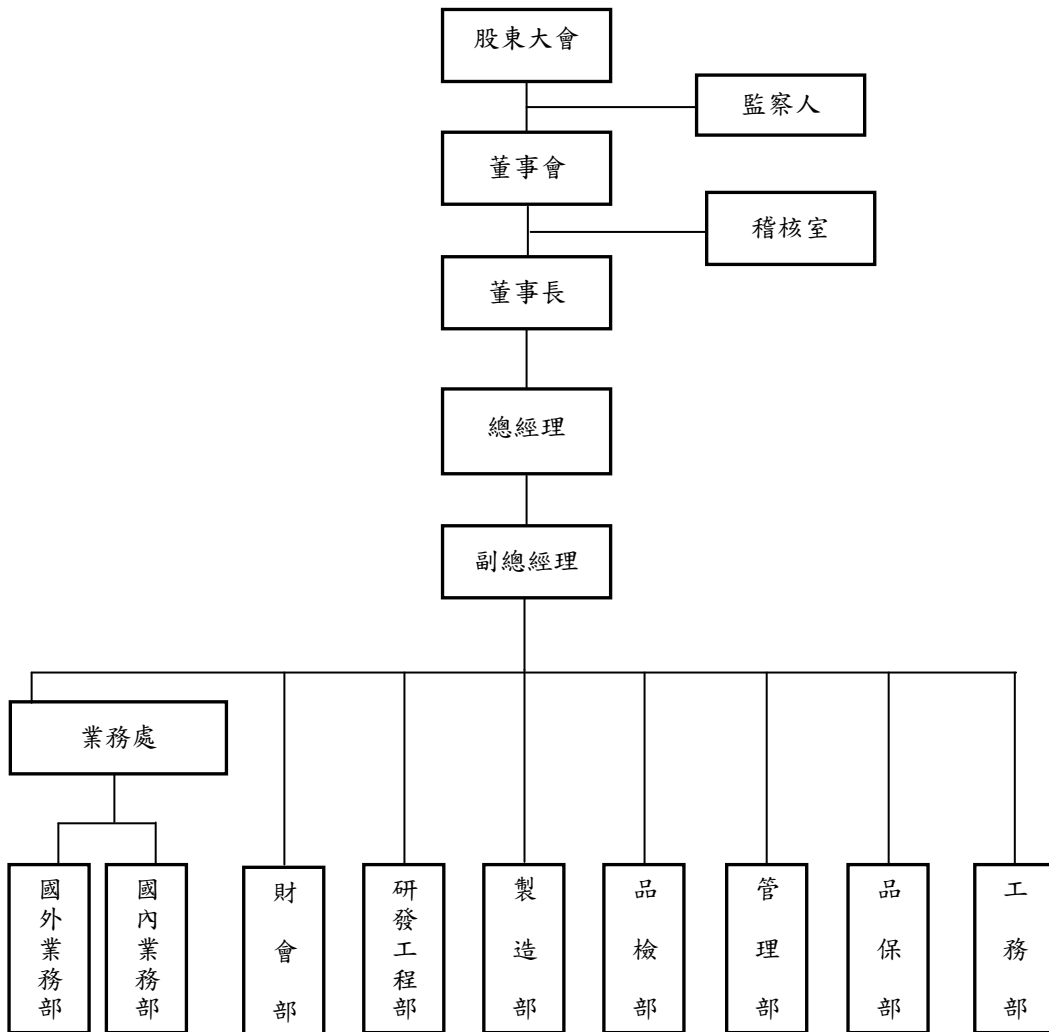 股東大會
監察人
董事會
稽核室
董事長
總經理
副總經理
業務處
國外業務部
國內業務部
財會部
研發工程部
製造部
品檢部
管理部
品保部
工務部